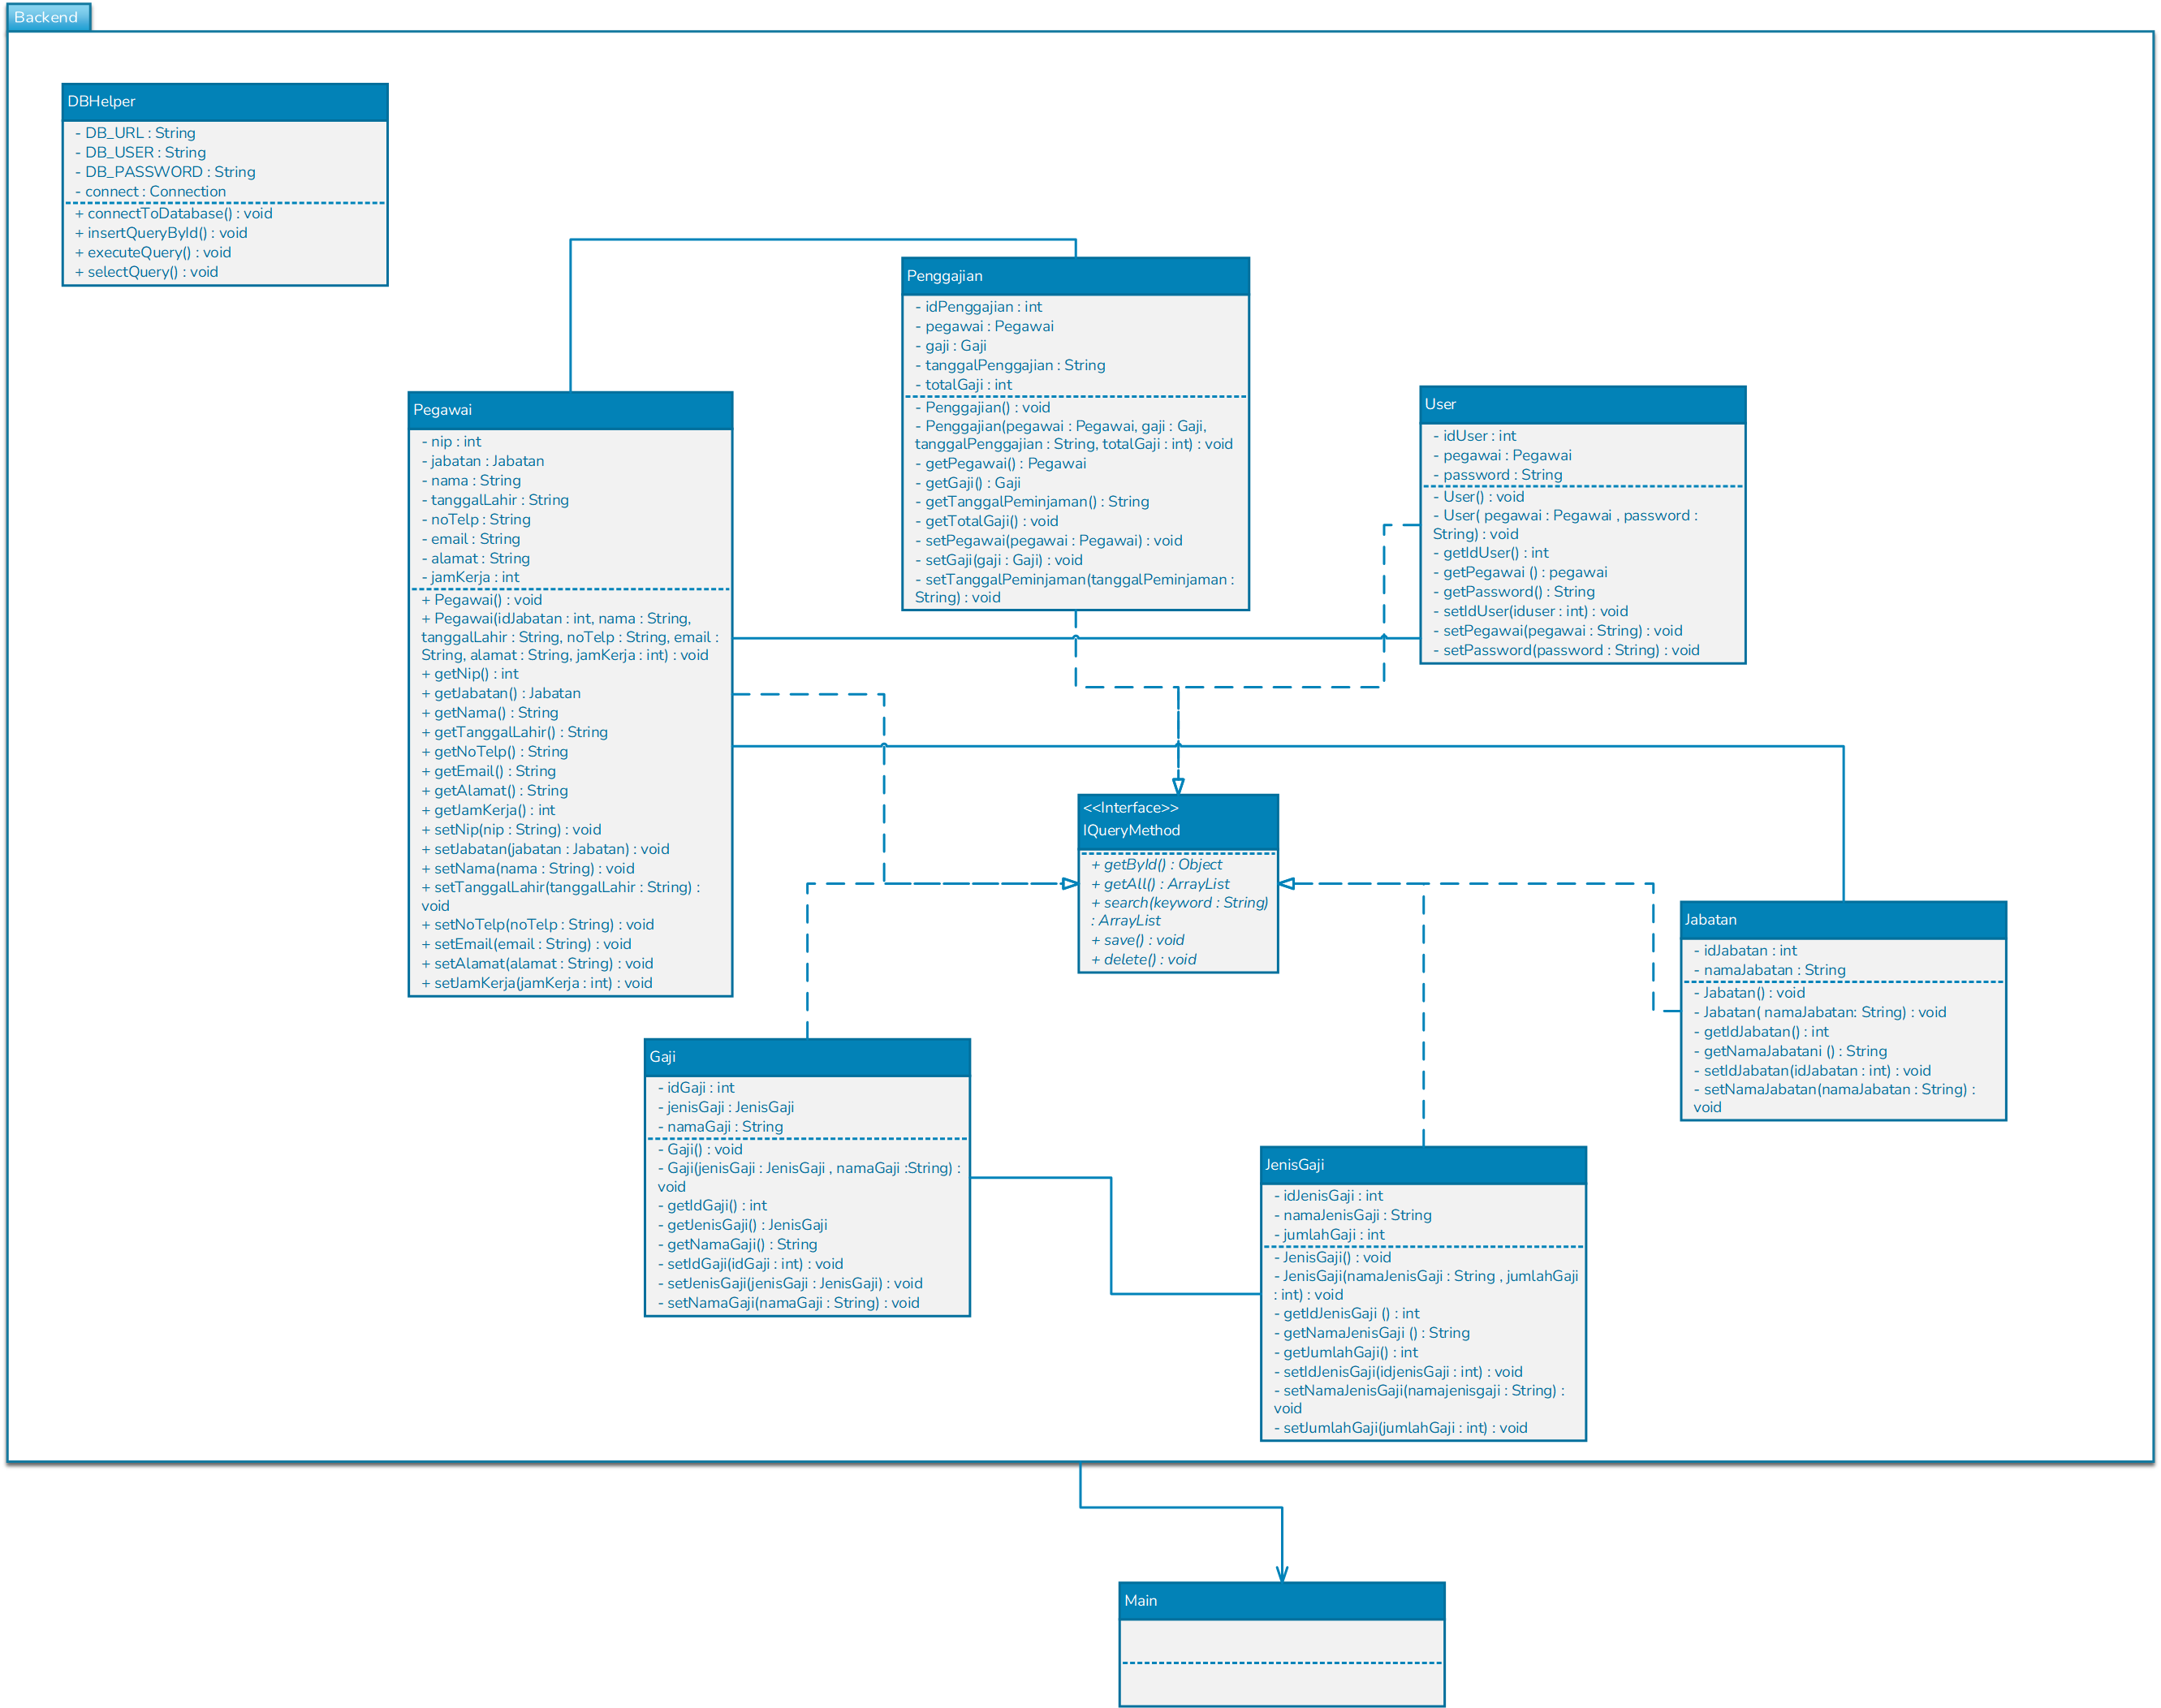 Backend
DBHelper
- DB_URL : String
- DB_USER : String
- DB_PASSWORD : String
- connect : Connection
+ connectToDatabase() : void
+ insertQueryById() : void
+ executeQuery() : void
+ selectQuery() : void
Penggajian
- idPenggajian : int
- pegawai : Pegawai
- gaji : Gaji
- tanggalPenggajian : String
- totalGaji : int
- Penggajian() : void
- Penggajian(pegawai : Pegawai, gaji : Gaji,
tanggalPenggajian : String, totalGaji : int) : void
- getPegawai() : Pegawai
- getGaji() : Gaji
- getTanggalPeminjaman() : String
- getTotalGaji() : void
- setPegawai(pegawai : Pegawai) : void
- setGaji(gaji : Gaji) : void
- setTanggalPeminjaman(tanggalPeminjaman :
String) : void
Pegawai
- nip : int
- jabatan : Jabatan
- nama : String
- tanggalLahir : String
- noTelp : String
- email : String
- alamat : String
- jamKerja : int
+ Pegawai() : void
+ Pegawai(idJabatan : int, nama : String,
tanggalLahir : String, noTelp : String, email :
String, alamat : String, jamKerja : int) : void
+ getNip() : int
+ getJabatan() : Jabatan
+ getNama() : String
+ getTanggalLahir() : String
+ getNoTelp() : String
+ getEmail() : String
+ getAlamat() : String
+ getJamKerja() : int
+ setNip(nip : String) : void
+ setJabatan(jabatan : Jabatan) : void
+ setNama(nama : String) : void
+ setTanggalLahir(tanggalLahir : String) :
void
+ setNoTelp(noTelp : String) : void
+ setEmail(email : String) : void
+ setAlamat(alamat : String) : void
+ setJamKerja(jamKerja : int) : void
User
- idUser : int
- pegawai : Pegawai
- password : String
- User() : void
- User( pegawai : Pegawai , password :
String) : void
- getIdUser() : int
- getPegawai () : pegawai
- getPassword() : String
- setIdUser(iduser : int) : void
- setPegawai(pegawai : String) : void
- setPassword(password : String) : void
<<Interface>>
IQueryMethod
+ getById() : Object
+ getAll() : ArrayList
+ search(keyword : String)
: ArrayList
+ save() : void
+ delete() : void
Jabatan
- idJabatan : int
- namaJabatan : String
- Jabatan() : void
- Jabatan( namaJabatan: String) : void
- getIdJabatan() : int
- getNamaJabatani () : String
- setIdJabatan(idJabatan : int) : void
- setNamaJabatan(namaJabatan : String) :
void
Gaji
- idGaji : int
- jenisGaji : JenisGaji
- namaGaji : String
- Gaji() : void
- Gaji(jenisGaji : JenisGaji , namaGaji :String) :
void
- getIdGaji() : int
- getJenisGaji() : JenisGaji
- getNamaGaji() : String
- setIdGaji(idGaji : int) : void
- setJenisGaji(jenisGaji : JenisGaji) : void
- setNamaGaji(namaGaji : String) : void
JenisGaji
- idJenisGaji : int
- namaJenisGaji : String
- jumlahGaji : int
- JenisGaji() : void
- JenisGaji(namaJenisGaji : String , jumlahGaji
: int) : void
- getIdJenisGaji () : int
- getNamaJenisGaji () : String
- getJumlahGaji() : int
- setIdJenisGaji(idjenisGaji : int) : void
- setNamaJenisGaji(namajenisgaji : String) :
void
- setJumlahGaji(jumlahGaji : int) : void
Main